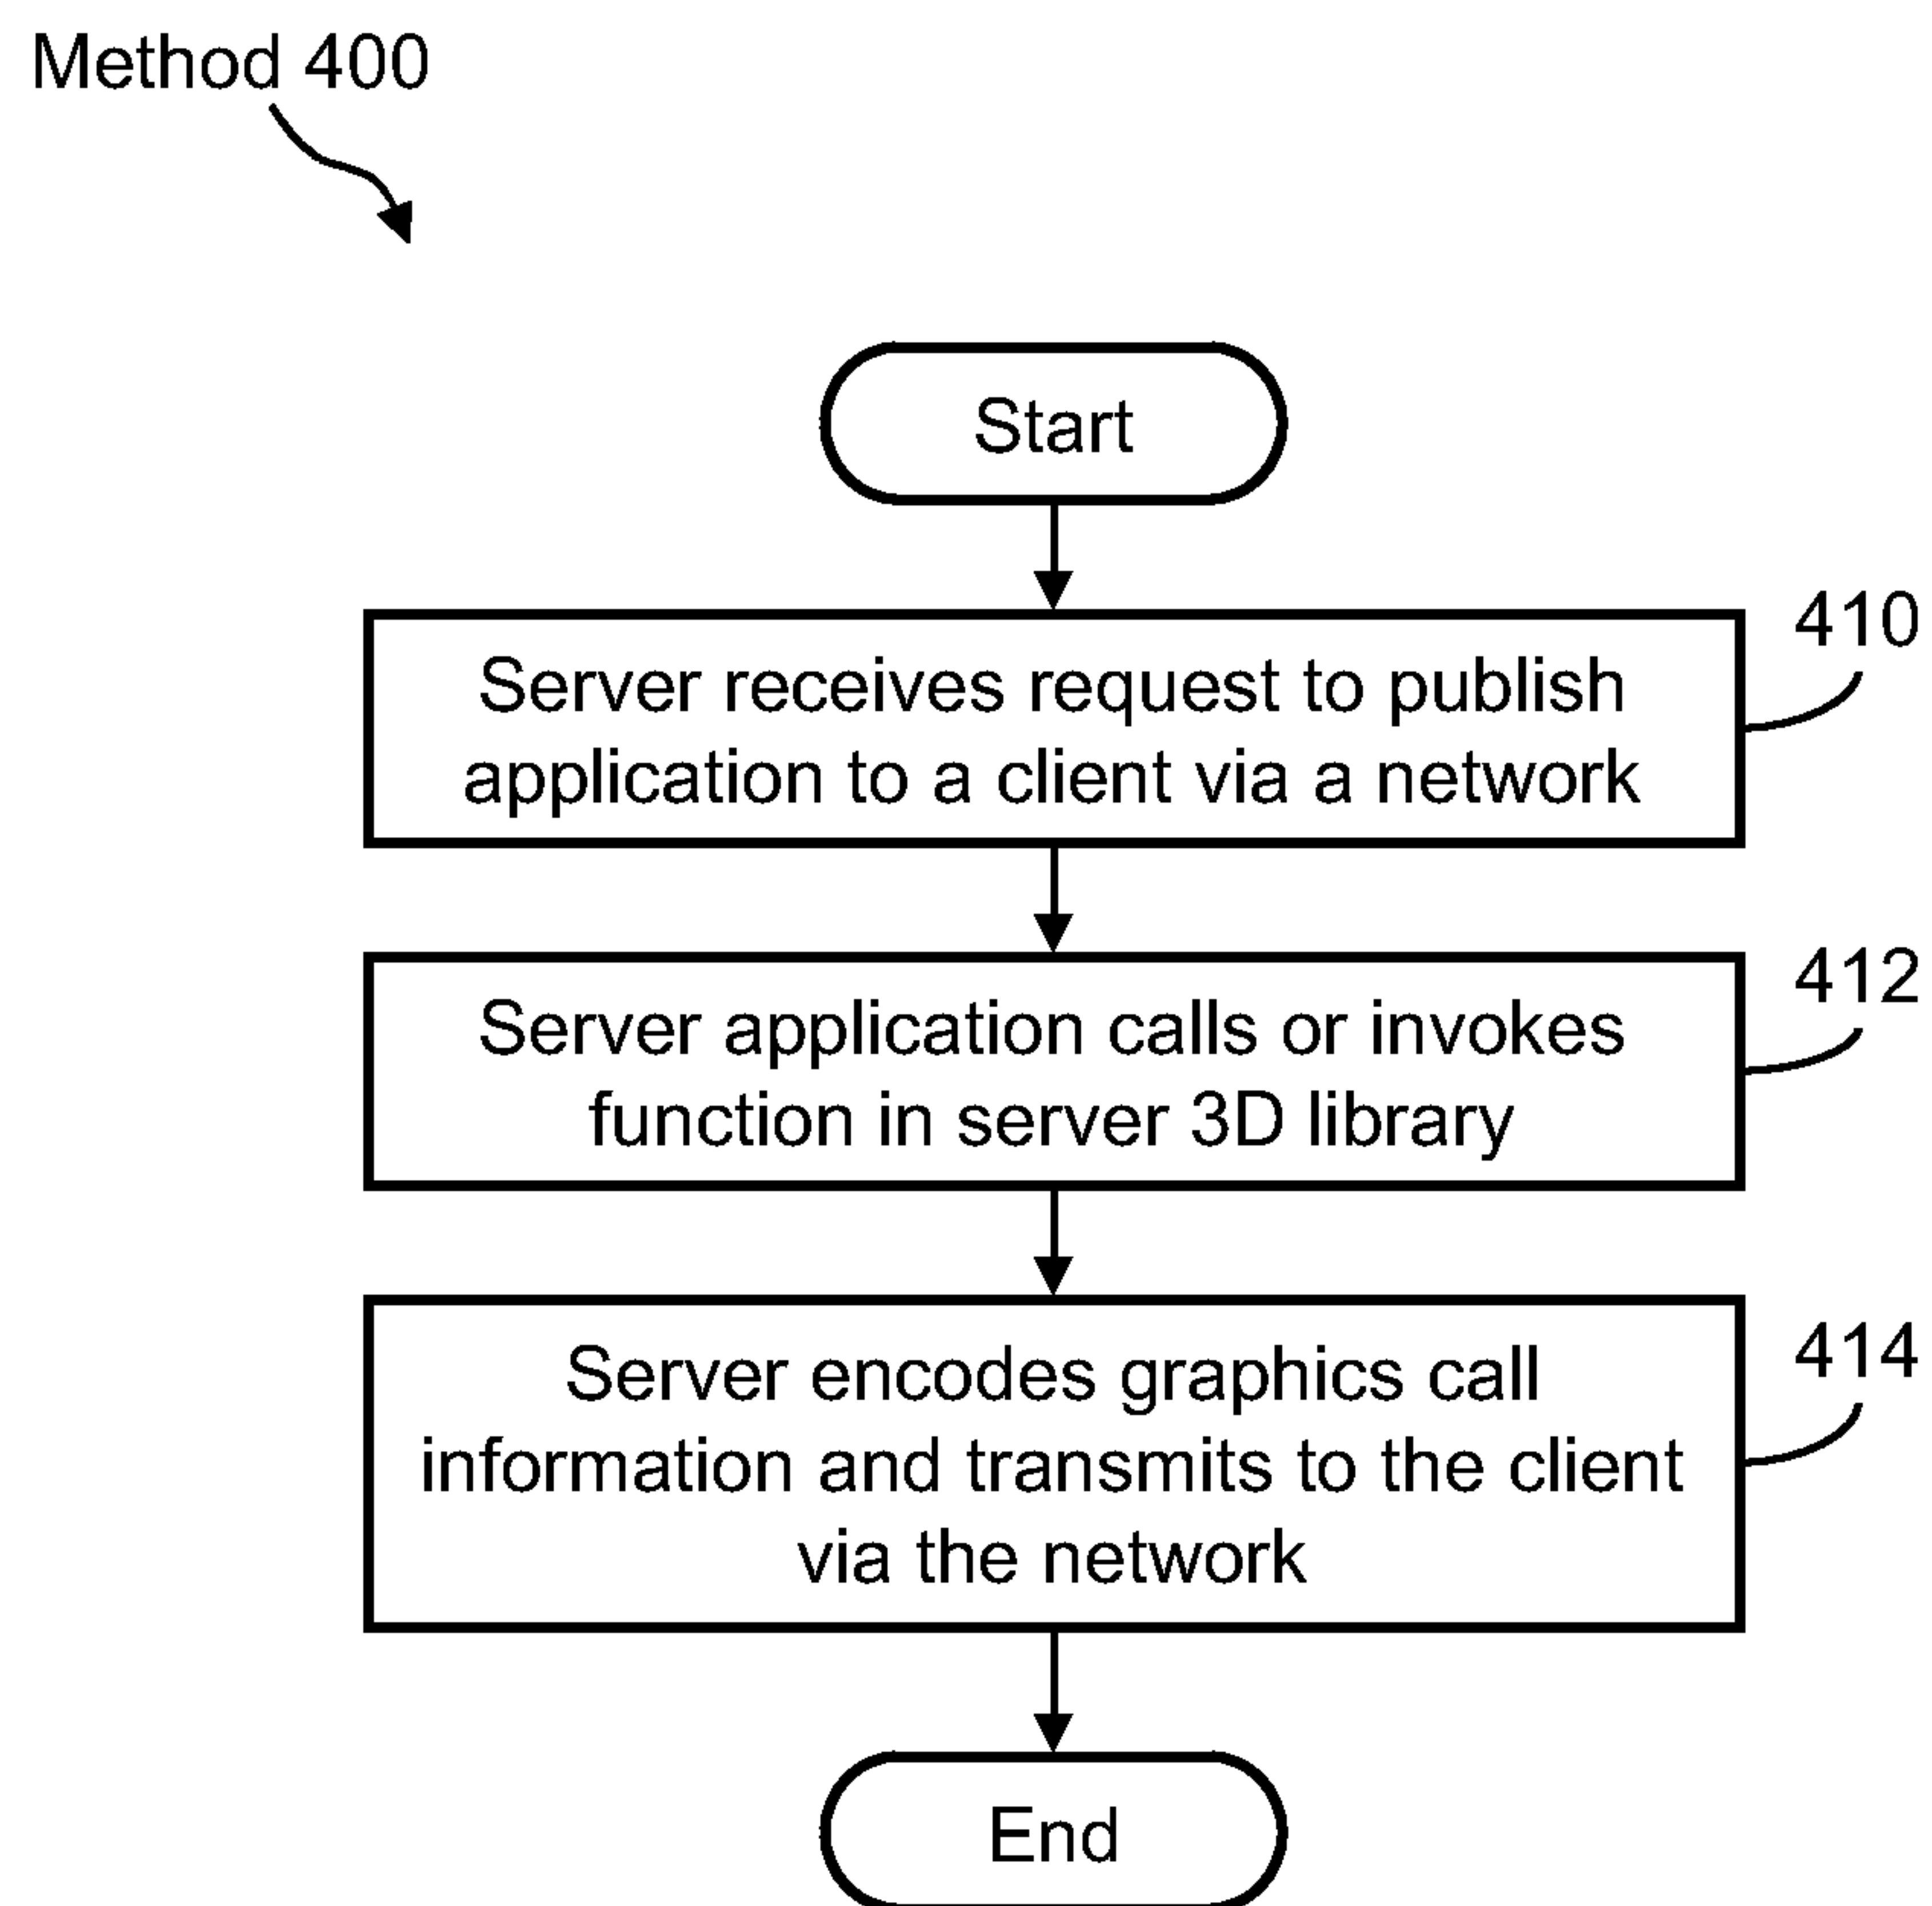 Method 400
Start
410
Server receives request to publish
application to a client via a network
412
Server application calls or invokes
function in server 3D library
414
Server encodes graphics call
information and transmits to the client
via the network
End